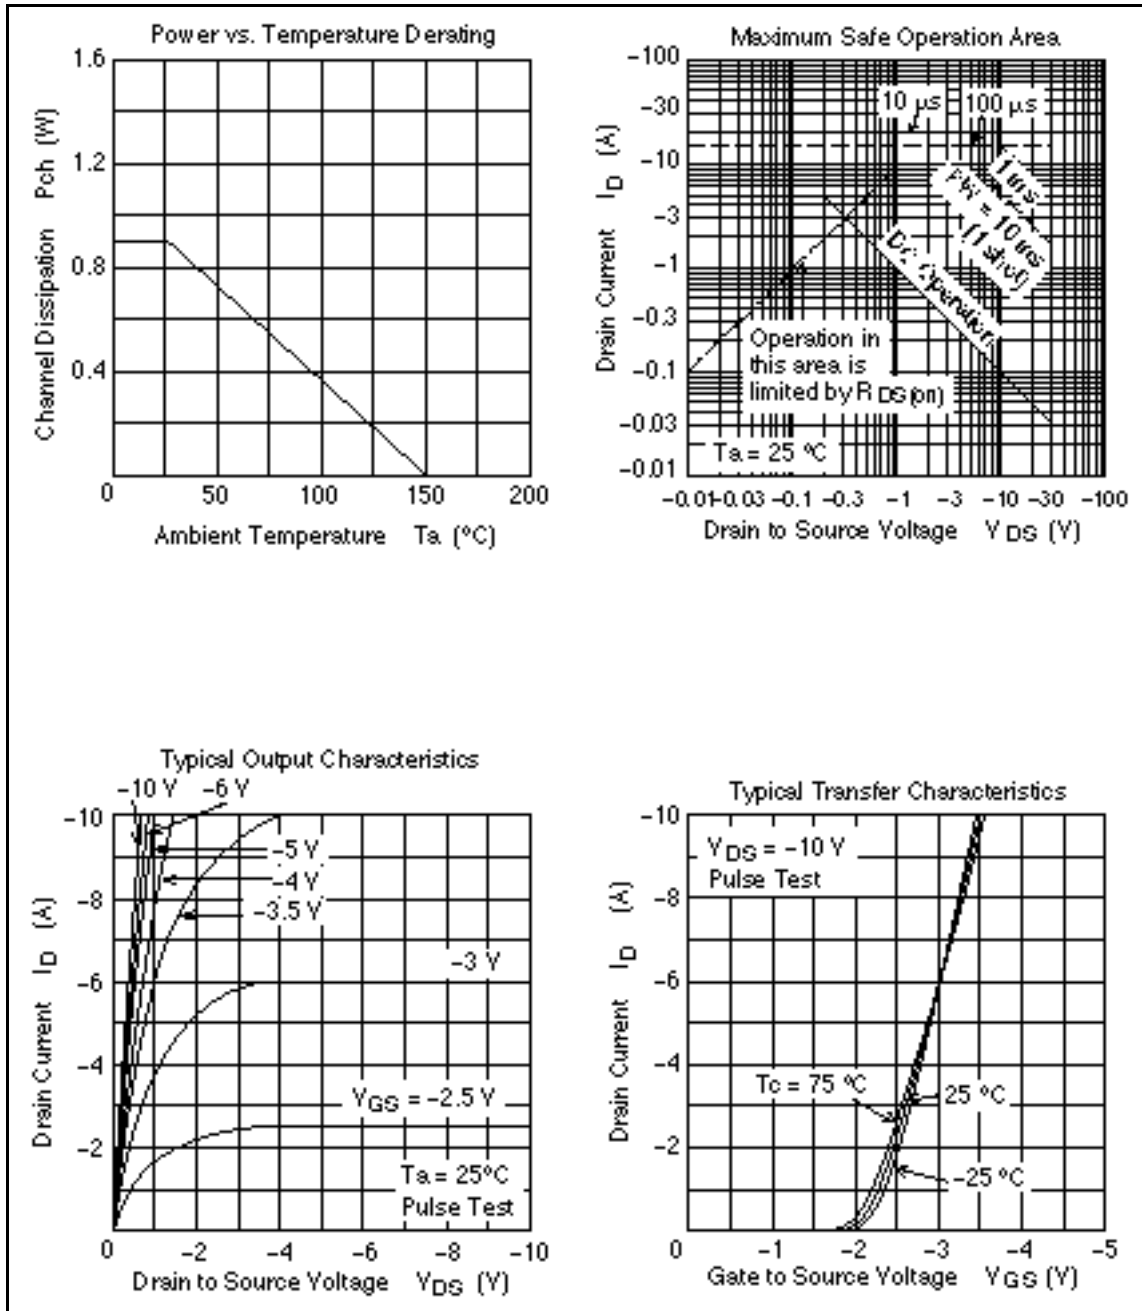 Power vs. Temperature Derating
1.6
1.2
0.8
0.4
Channel Dissipation Pch (W)
0 50 100 150 200
Ambient Temperature Ta (°C)
Maximum Safe Operation Area
-100
-30
-10
-3
-1
-0.3
-0.1
-0.03
-0.01
Drain Current ID (A)
10 µs
100 µs
1 ms
PW = 10 ms
(1 shot)
DC Operation
Operation in
this area is
limited by RDS(on)
Ta = 25 °C
-0.01 -0.03 -0.1 -0.3 -1 -3 -10 -30 -100
Drain to Source Voltage VDS (V)
Typical Output Characteristics
-10 V
-6 V
-5 V
-4 V
-3.5 V
-3 V
VGS = -2.5 V
Ta = 25°C
Pulse Test
-10
-8
-6
-4
-2
Drain Current ID (A)
0 -2 -4 -6 -8 -10
Drain to Source Voltage VDS (V)
Typical Transfer Characteristics
VDS = -10 V
Pulse Test
-10
-8
-6
-4
-2
Drain Current ID (A)
Tc = 75 °C
25 °C
-25 °C
0 -1 -2 -3 -4 -5
Gate to Source Voltage VGS (V)